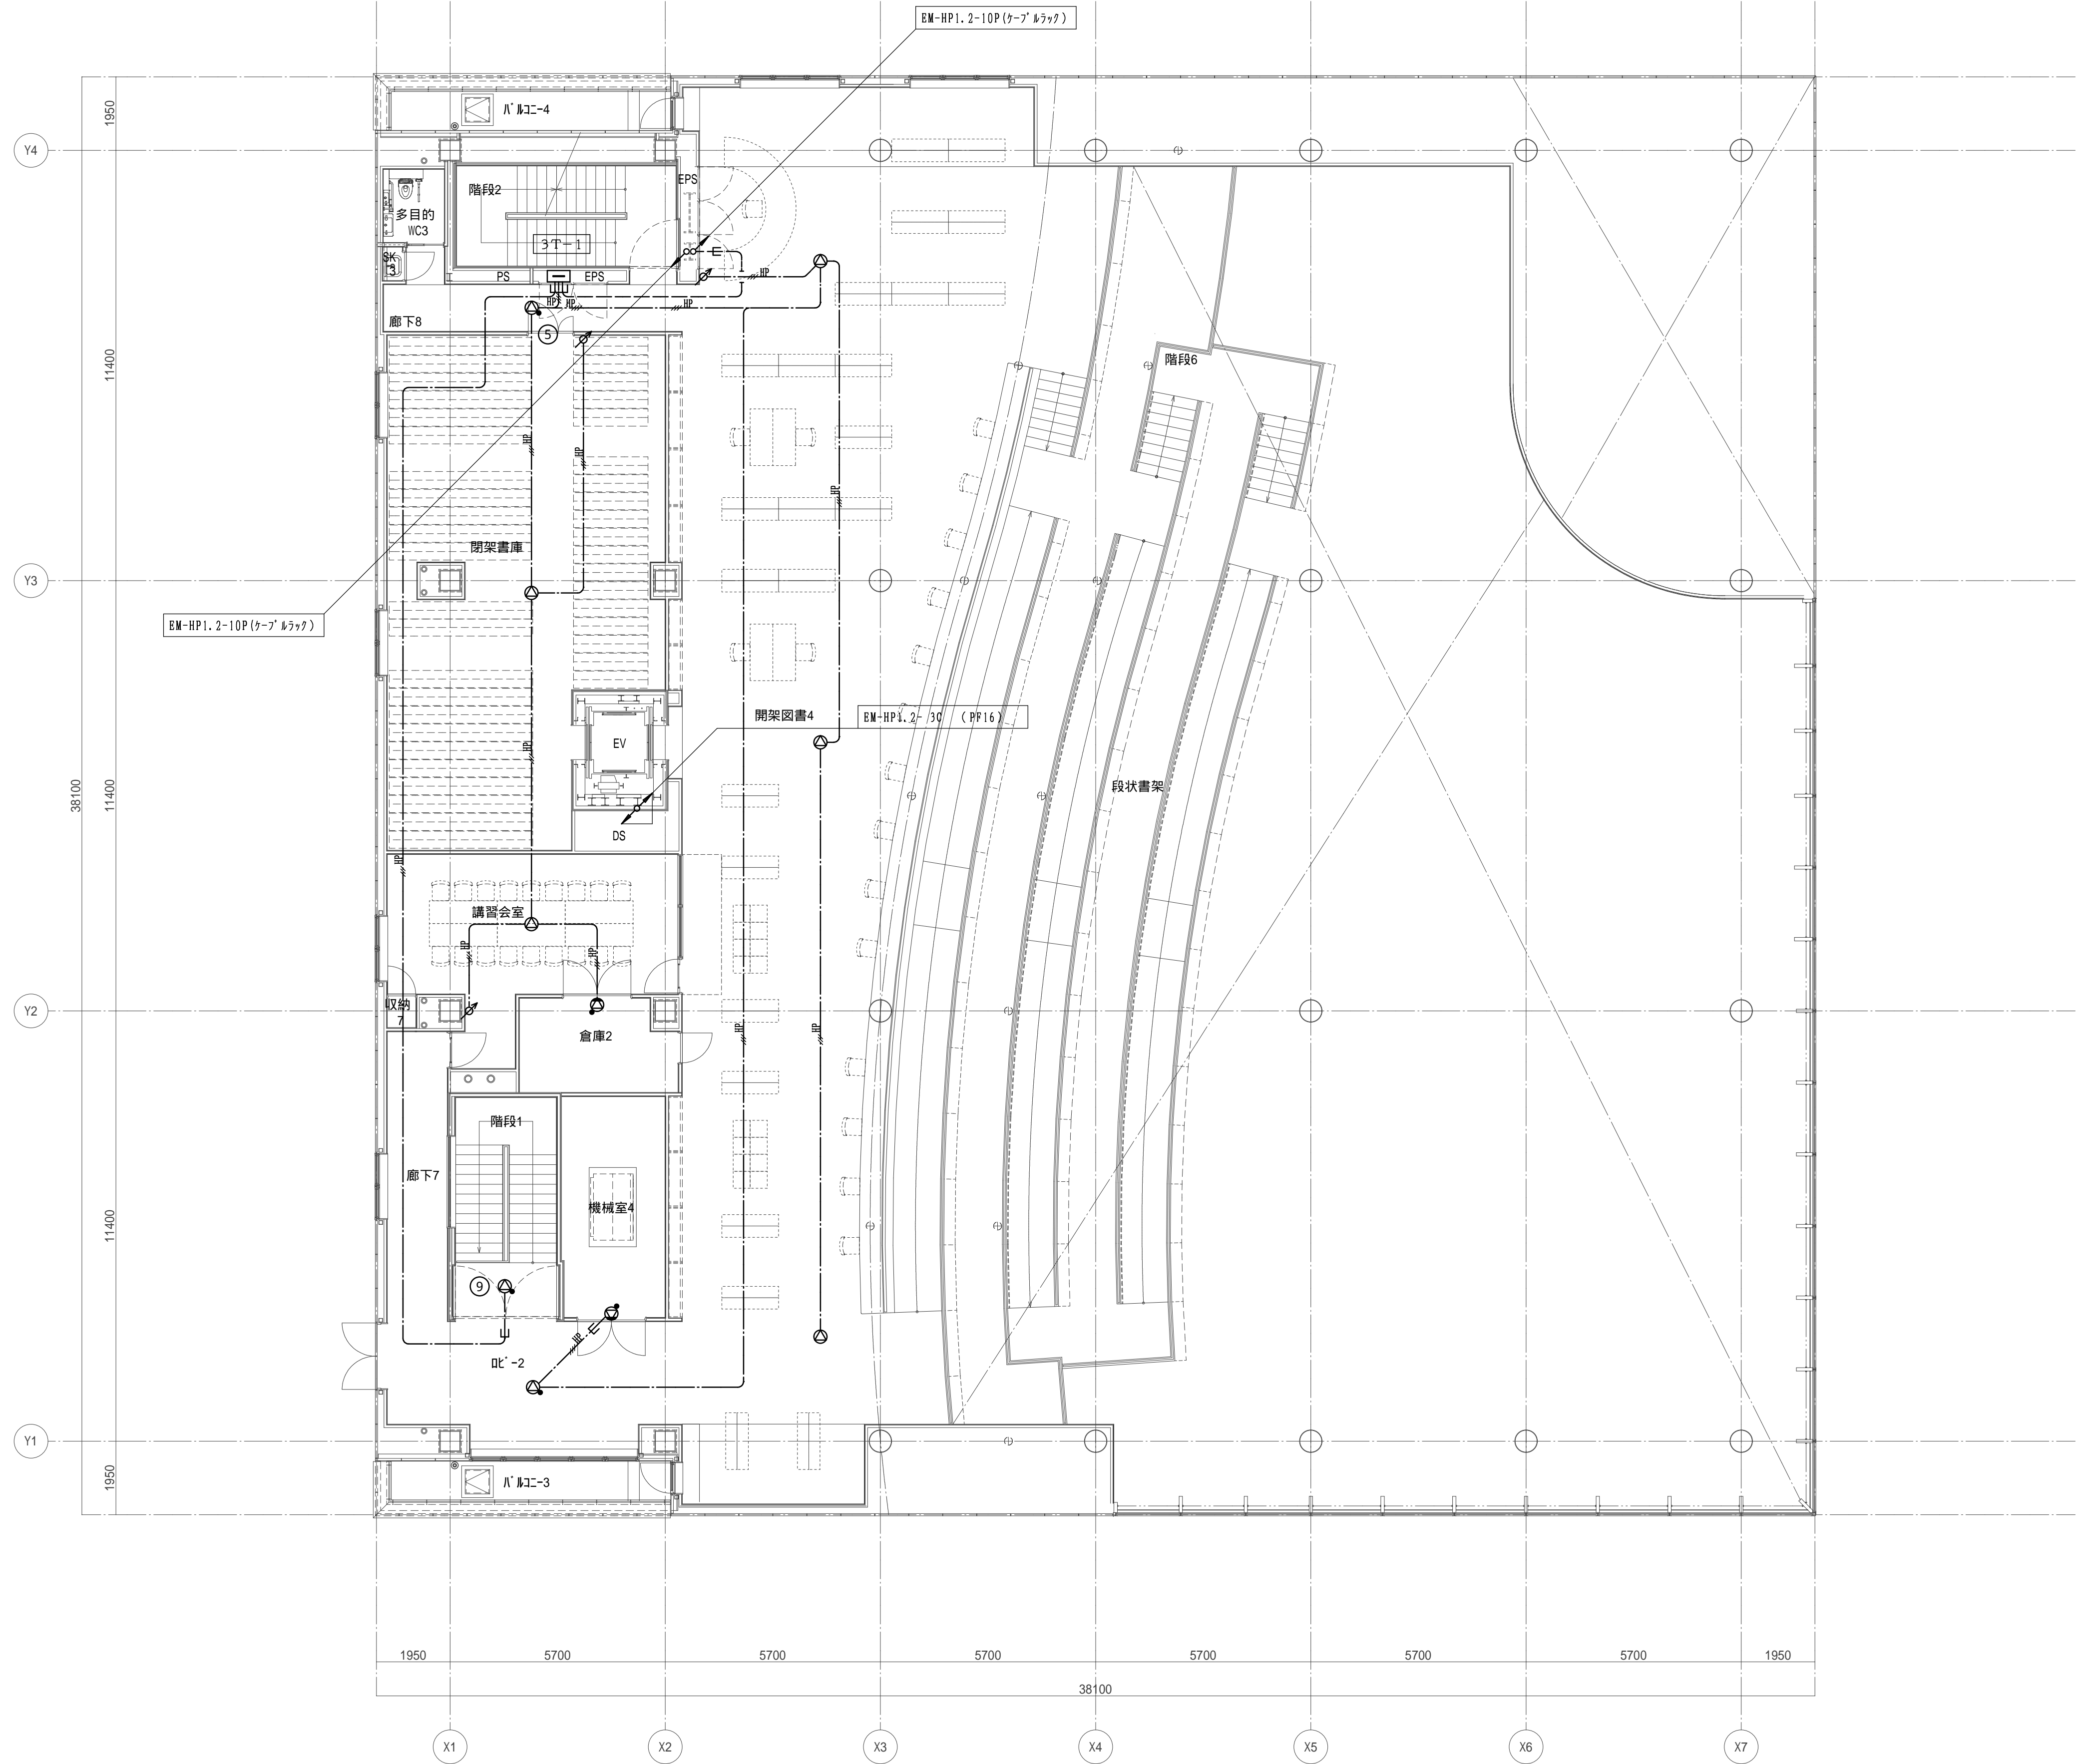 EM-HP1.2-10P(ｹｰﾌﾞﾙﾗｯｸ)
1950
ﾊﾞﾙｺﾆｰ-4
Y4
階段2
EPS
多目的
WC3
3T-1
SK
3
PS
EPS
HP
HP
HP
HP
廊下8
5
11400
階段6
HP
HP
HP
閉架書庫
Y3
EM-HP1.2-10P(ｹｰﾌﾞﾙﾗｯｸ)
開架図書4
EM-HP1.2- 3C (PF16)
EV
HP
38100
11400
段状書架
DS
HP
講習会室
HP
HP
収納
7
Y2
倉庫2
HP
HP
階段1
廊下7
機械室4
11400
9
HP
ﾛﾋﾞｰ-2
Y1
1950
ﾊﾞﾙｺﾆｰ-3
1950
5700
5700
5700
5700
5700
5700
1950
38100
X1
X2
X3
X4
X5
X6
X7